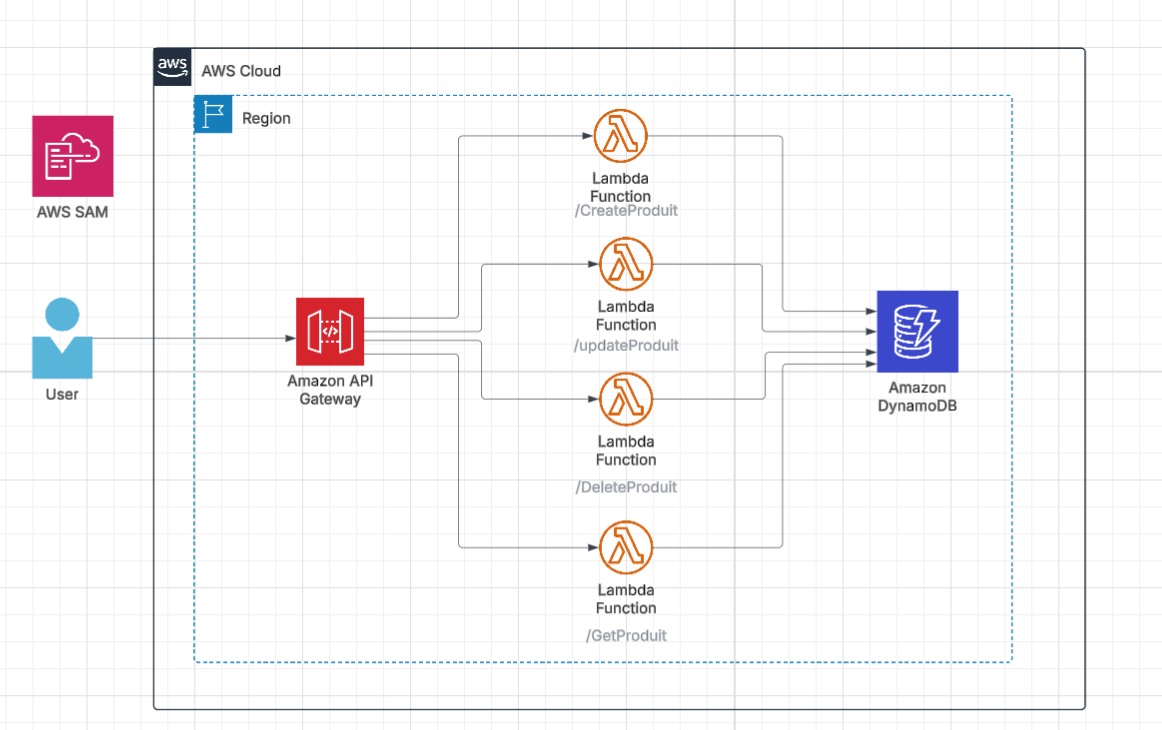 aws
AWS Cloud
Region
AWS SAM
User
Amazon API
Gateway
Lambda
Function
/CreateProduit
Lambda
Function
/updateProduit
Lambda
Function
/DeleteProduit
Lambda
Function
/GetProduit
Amazon
DynamoDB